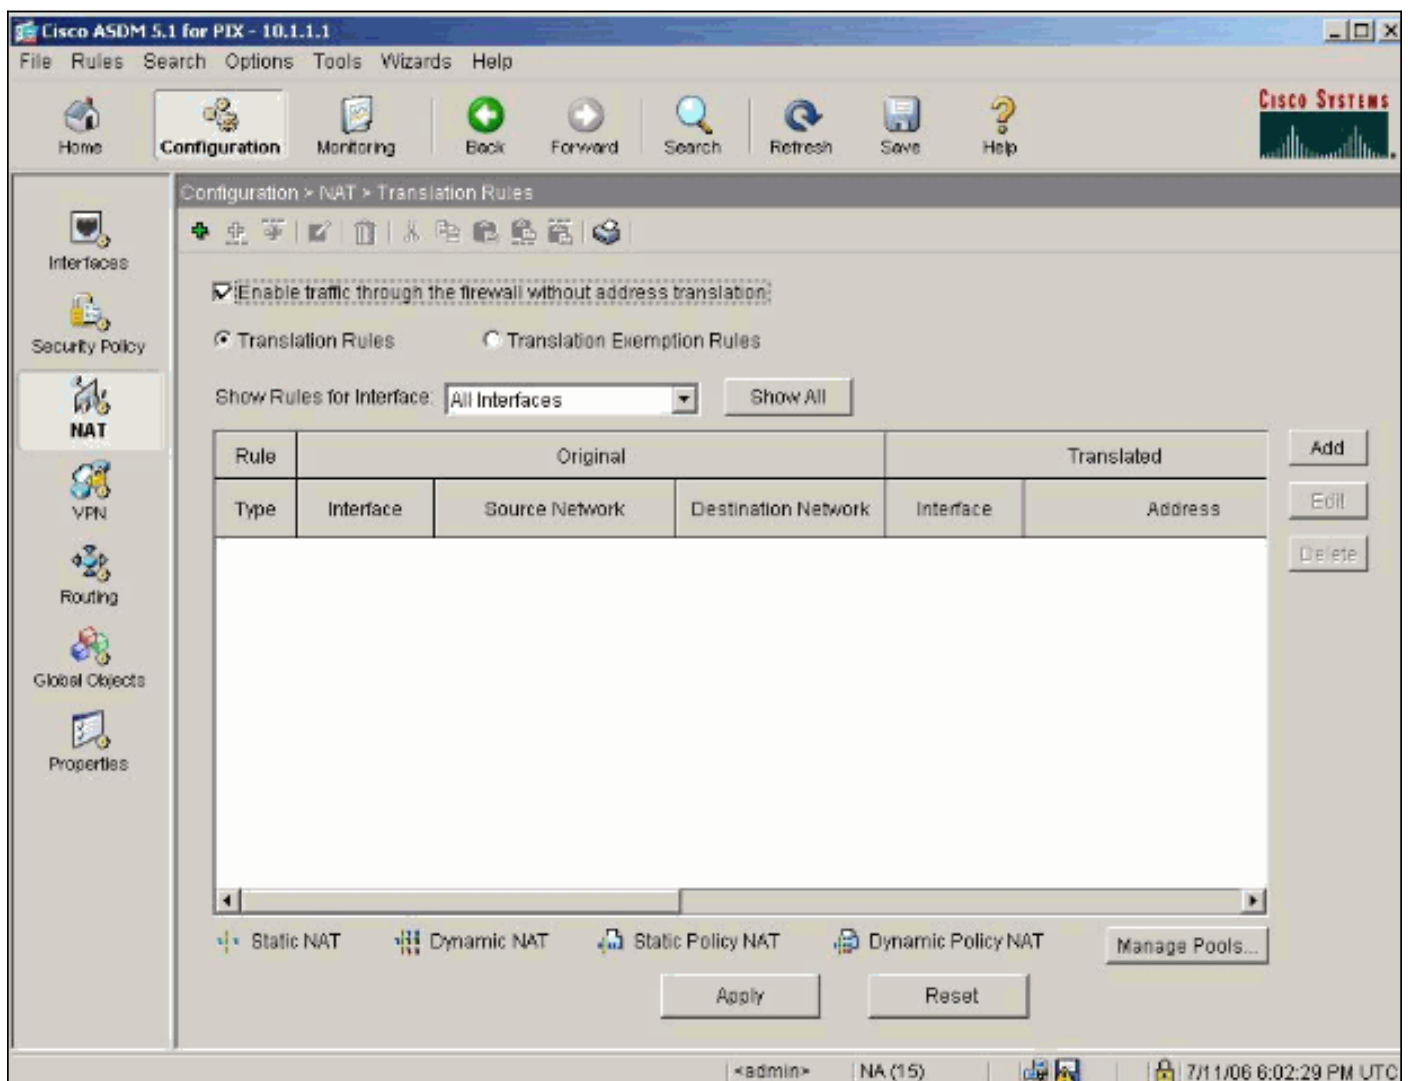 Cisco ASDM 5.1 for PIX - 10.1.1.1
File Rules Search Options Tools Wizards Help
Home Configuration Monitoring Back Forward Search Refresh Save Help
CISCO SYSTEMS
Configuration > NAT > Translation Rules
Interfaces
Security Policy
NAT
VPN
Routing
Global Objects
Properties
Enable traffic through the firewall without address translation
Translation Rules Translation Exemption Rules
Show Rules for Interface: All Interfaces Show All
Rule Original Translated
Type Interface Source Network Destination Network Interface Address
Add
Edit
Delete
Static NAT Dynamic NAT Static Policy NAT Dynamic Policy NAT Manage Pools...
Apply Reset
<admin> NA (15) 7/11/06 6:02:29 PM UTC